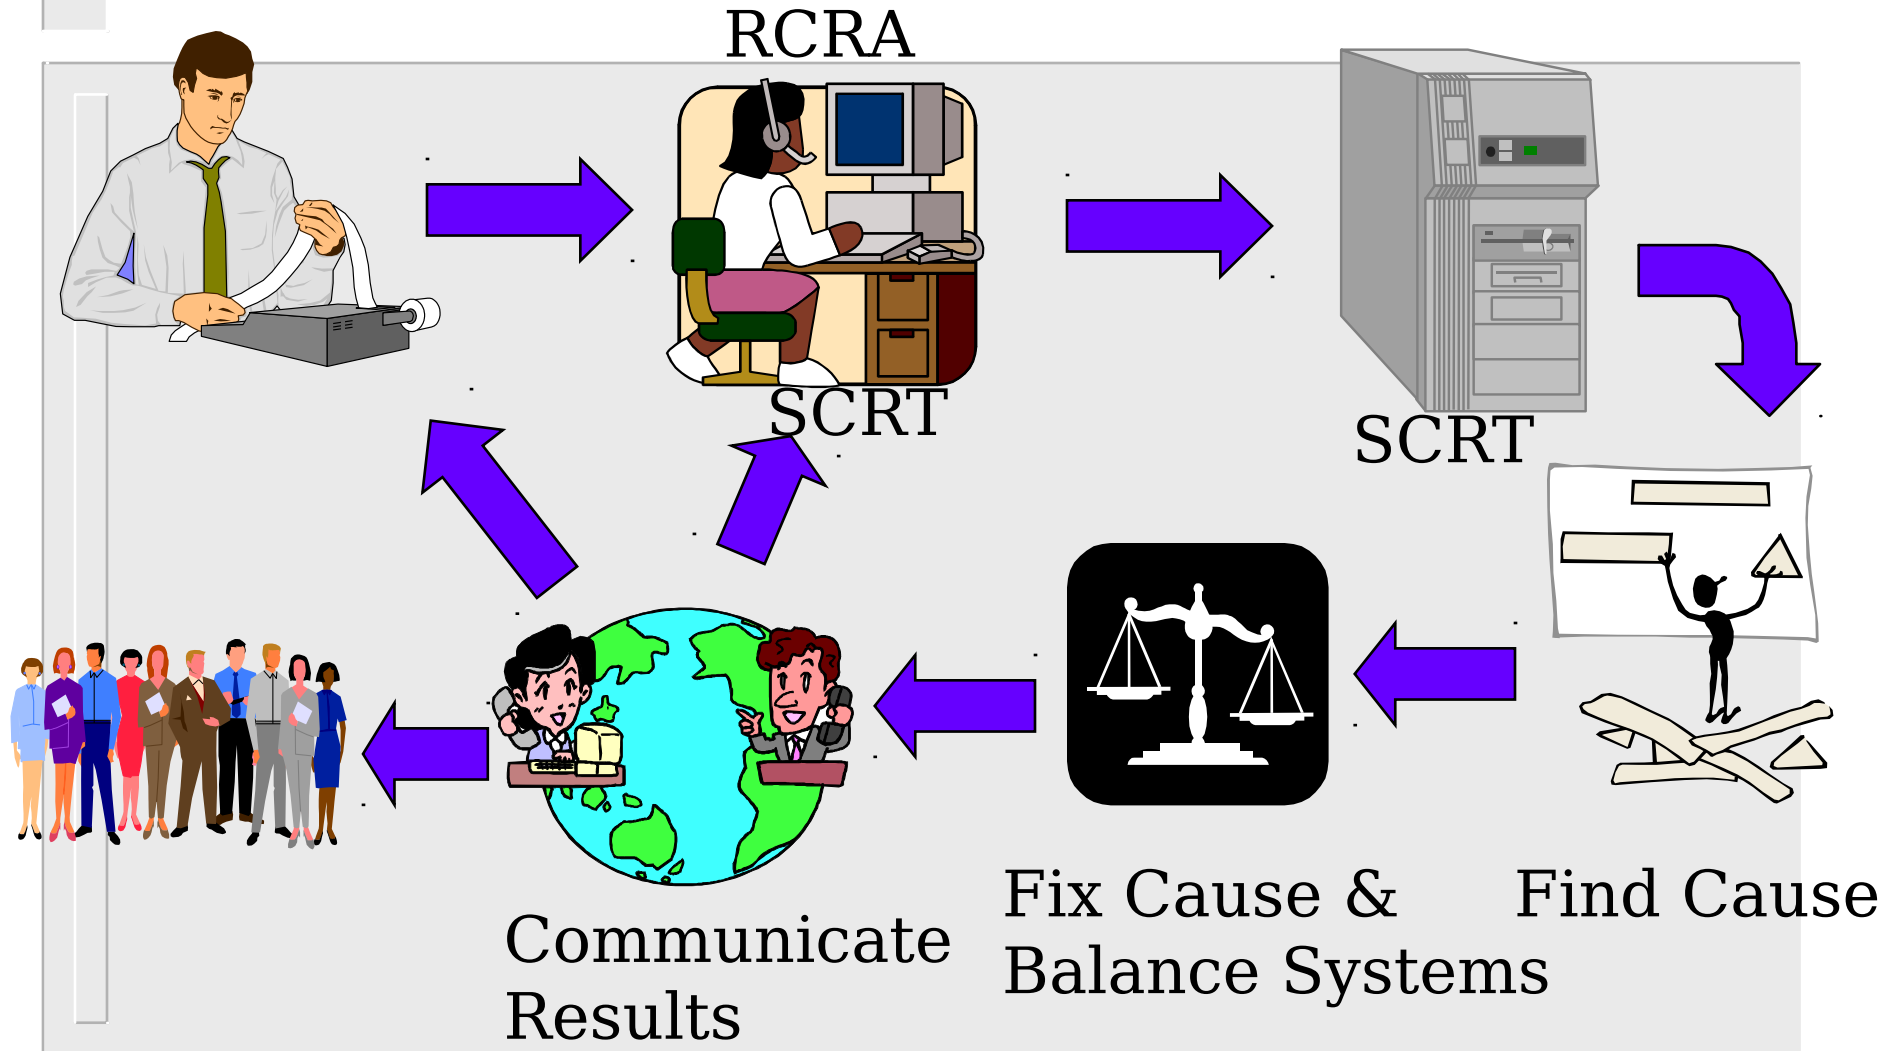 RCRA
SCRT
SCRT
Find Cause
Fix Cause &
Balance Systems
Communicate
Results